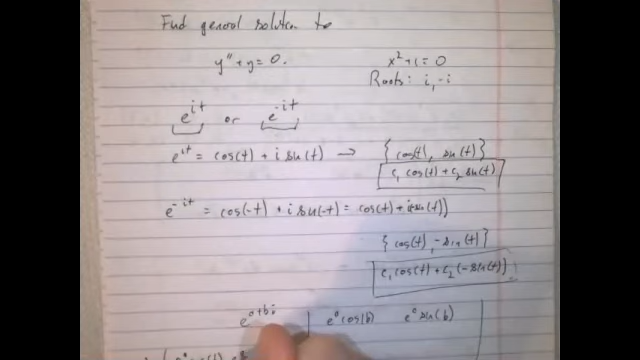 Find general solution to
y'' + y = 0.
x² + 1 = 0
Roots: i, -i
e^{it} or e^{-it}
e^{it} = cos(t) + i sin(t) → {cos(t), sin(t)}
c₁ cos(t) + c₂ sin(t)
e^{-it} = cos(-t) + i sin(-t) = cos(t) + i(-sin(t))
{cos(t), -sin(t)}
c₁ cos(t) + c₂ (-sin(t))
e^{a+bi} e^a cos(b) e^a sin(b)